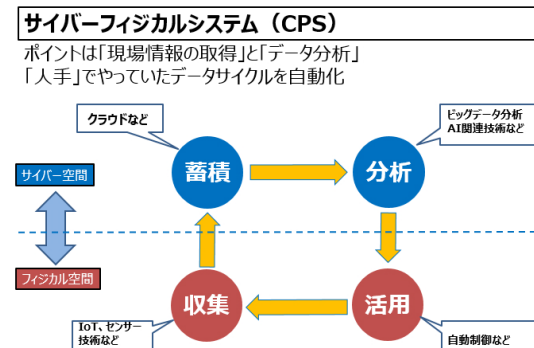 サイバーフィジカルシステム（CPS）
ポイントは「現場情報の取得」と「データ分析」
「人手」でやっていたデータサイクルを自動化
クラウドなど
ビッグデータ分析
AI関連技術など
蓄積
分析
サイバー空間
フィジカル空間
収集
活用
IoT、センサー
技術など
自動制御など